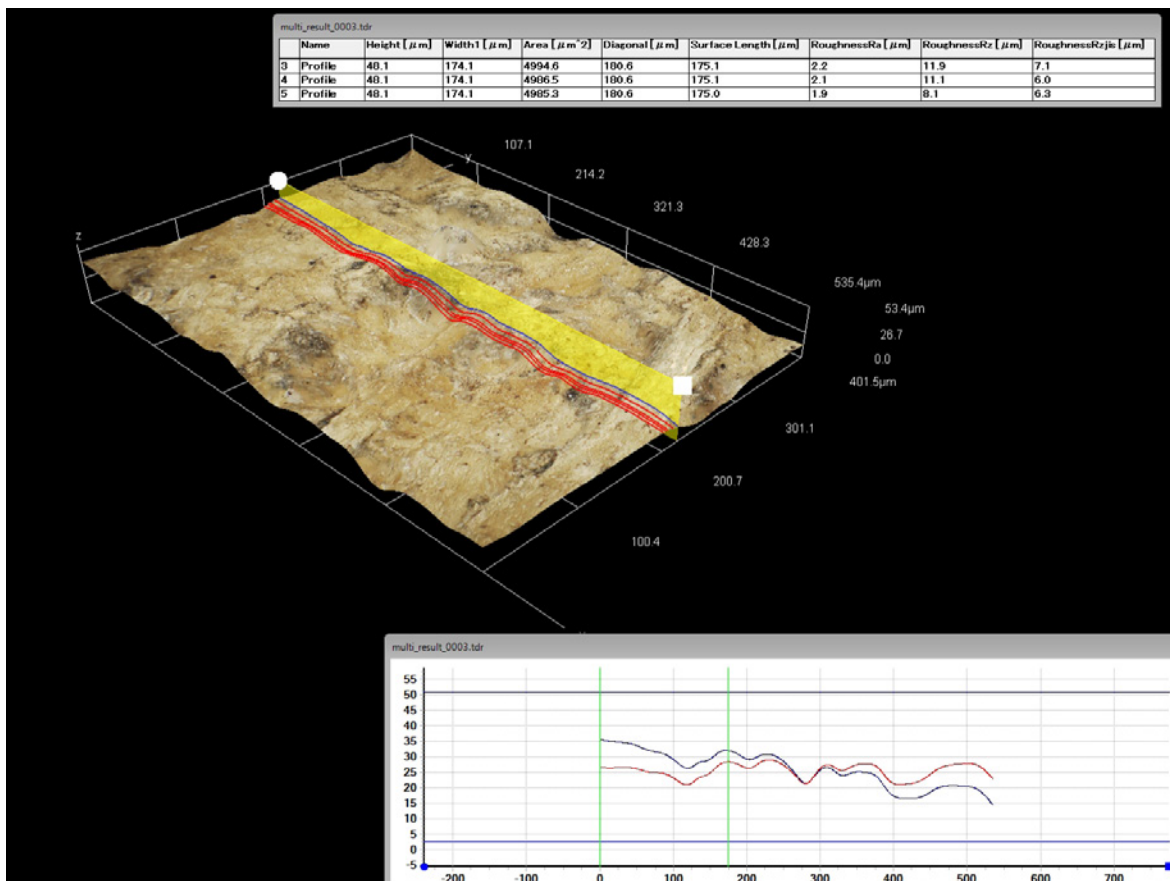 multi_result_0003.tdr
Name Height [μm] Width1 [μm] Area [μm^2] Diagonal [μm] Surface Length [μm] RoughnessRa [μm] RoughnessRz [μm] RoughnessRzjis [μm]
3 Profile 48.1 174.1 4994.6 180.6 175.1 2.2 11.9 7.1
4 Profile 48.1 174.1 4986.5 180.6 175.1 2.1 11.1 6.0
5 Profile 48.1 174.1 4985.3 180.6 175.0 1.9 8.1 6.3
107.1
y
214.2
321.3
z
428.3
535.4μm
53.4μm
26.7
0.0
401.5μm
301.1
200.7
100.4
multi_result_0003.tdr
55
50
45
40
35
30
25
20
15
10
5
0
-5
-200 -100 0 100 200 300 400 500 600 700